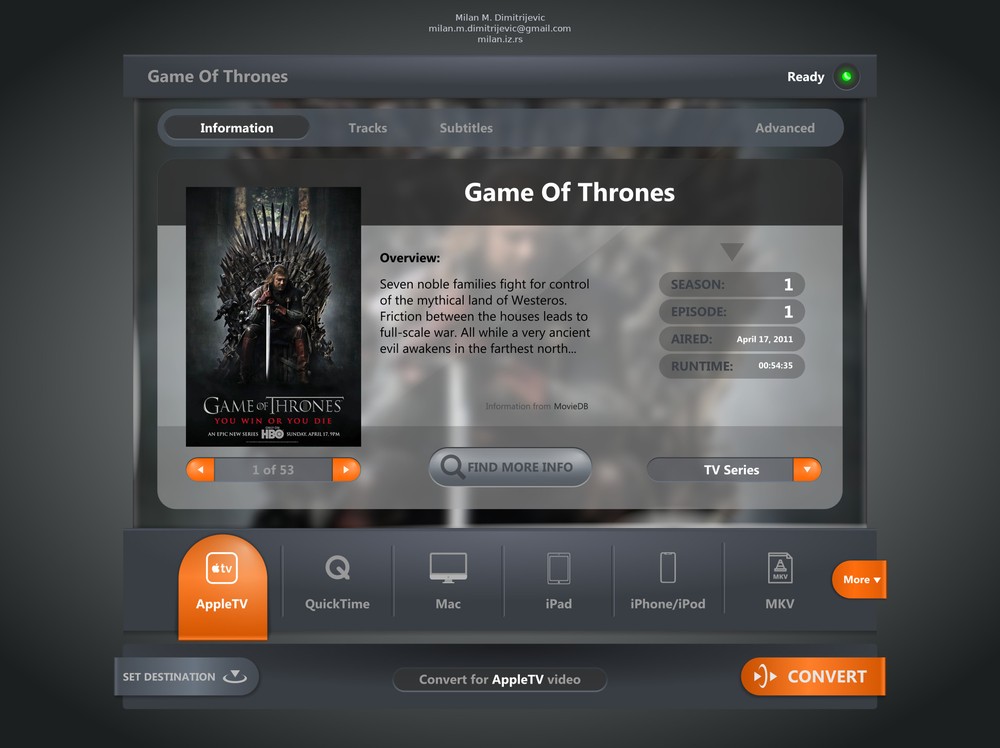 Milan M. Dimitrijevic
milan.m.dimitrijevic@gmail.com
milan.iz.rs
Game Of Thrones
Ready
Information
Tracks
Subtitles
Advanced
Game Of Thrones
GAME OF THRONES
YOU WIN OR YOU DIE
AN EPIC NEW SERIES HBO SUNDAY, APRIL 17, 9PM
1 of 53
Overview:
Seven noble families fight for control
of the mythical land of Westeros.
Friction between the houses leads to
full-scale war. All while a very ancient
evil awakens in the farthest north...
Information from MovieDB
FIND MORE INFO
SEASON: 1
EPISODE: 1
AIRED: April 17, 2011
RUNTIME: 00:54:35
TV Series
tv
AppleTV
Q
QuickTime
Mac
iPad
iPhone/iPod
MKV
MKV
More
SET DESTINATION
Convert for AppleTV video
CONVERT